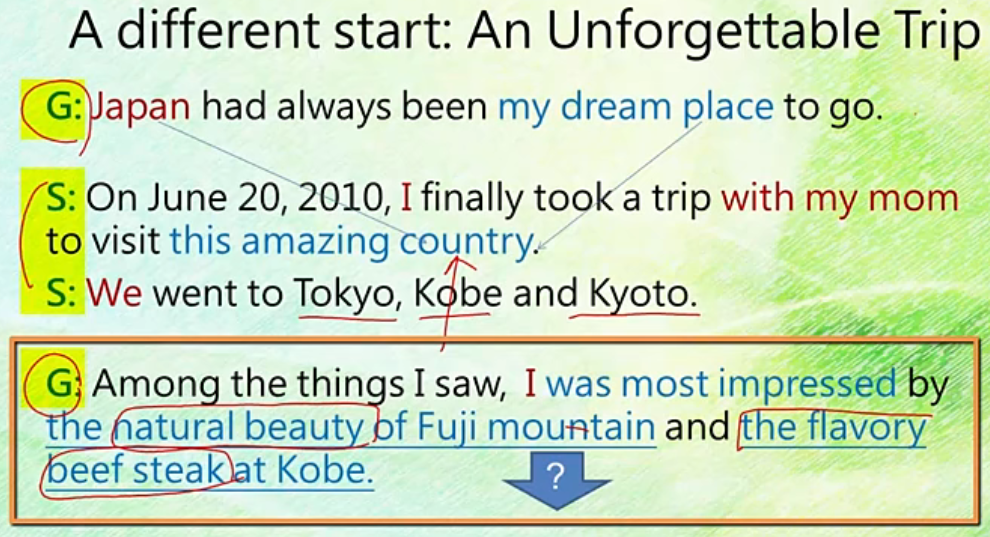 A different start: An Unforgettable Trip
G: Japan had always been my dream place to go.
S: On June 20, 2010, I finally took a trip with my mom
to visit this amazing country.
S: We went to Tokyo, Kobe and Kyoto.
G: Among the things I saw, I was most impressed by
the natural beauty of Fuji mountain and the flavory
beef steak at Kobe.
?